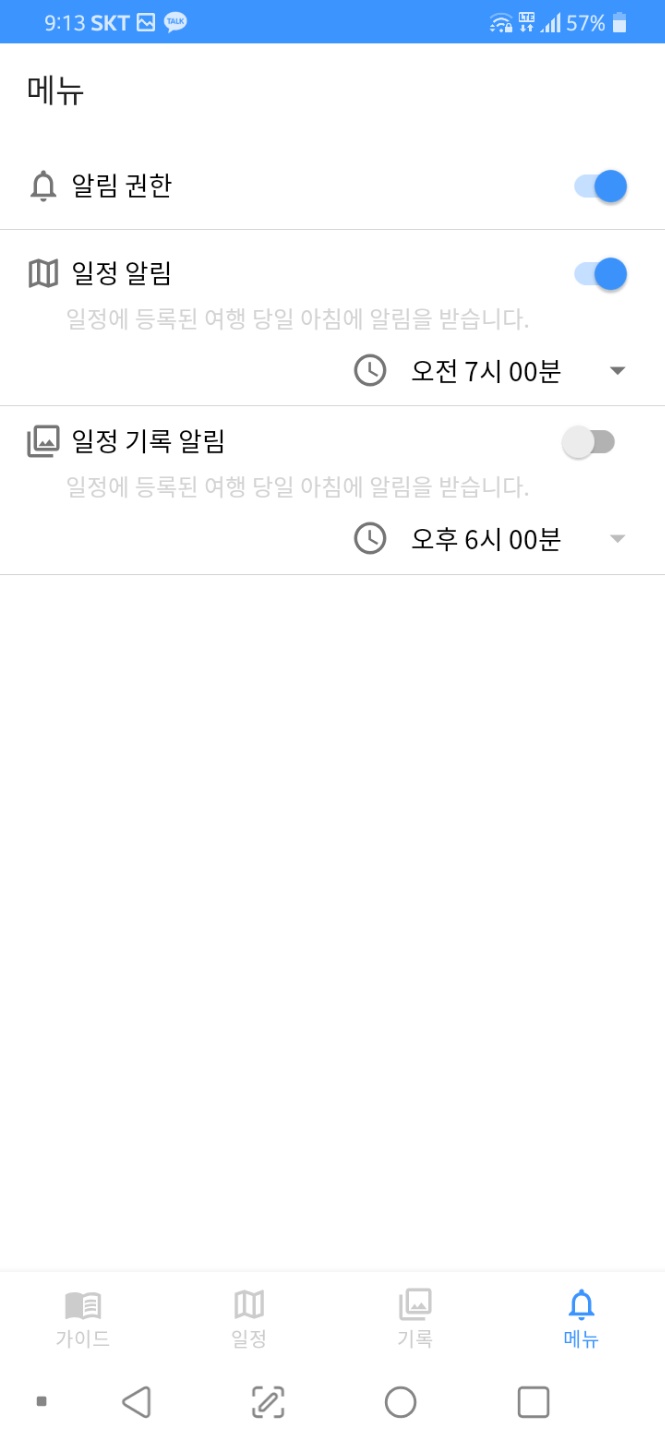 9:13 SKT TALK LTE 57%
메뉴
알림 권한
일정 알림
일정에 등록된 여행 당일 아침에 알림을 받습니다.
오전 7시 00분
일정 기록 알림
일정에 등록된 여행 당일 아침에 알림을 받습니다.
오후 6시 00분
가이드 일정 기록 메뉴